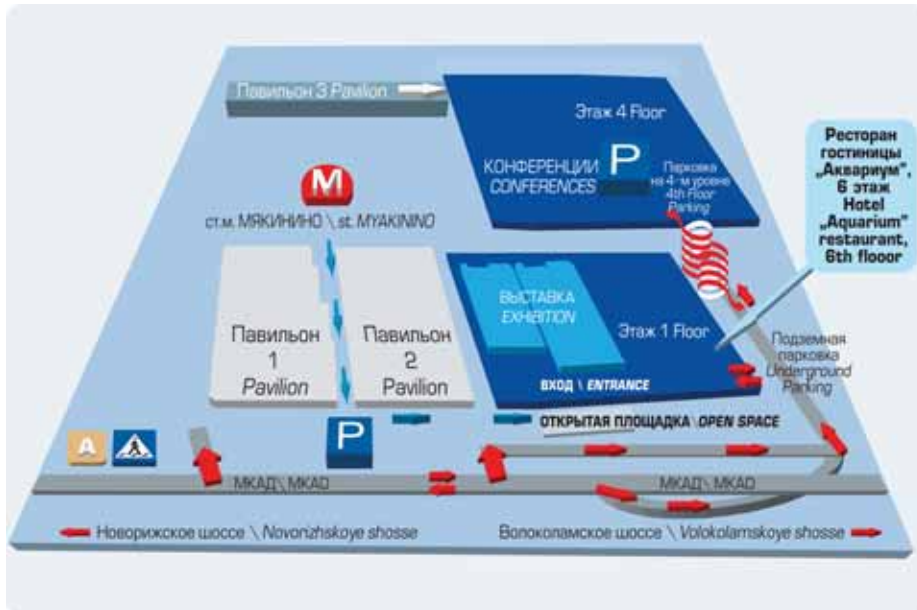 Павильон 3 Pavilion
Этаж 4 Floor
КОНФЕРЕНЦИИ
CONFERENCES
P
Парковка
на 4-м уровне
4th Floor
Parking
Ресторан
гостиницы
„Аквариум",
6 этаж
Hotel
„Aquarium"
restaurant,
6th flooor
М
ст.м. МЯКИНИНО \ st. MYAKININO
Павильон
1
Pavilion
Павильон
2
Pavilion
ВЫСТАВКА
EXHIBITION
Этаж 1 Floor
ВХОД \ ENTRANCE
Подземная
парковка
Underground
Parking
ОТКРЫТАЯ ПЛОЩАДКА \ OPEN SPACE
A
P
МКАД \ MKAD
МКАД \ MKAD
Новорижское шоссе \ Novorizhskoye shosse
Волоколамское шоссе \ Volokolamskoye shosse